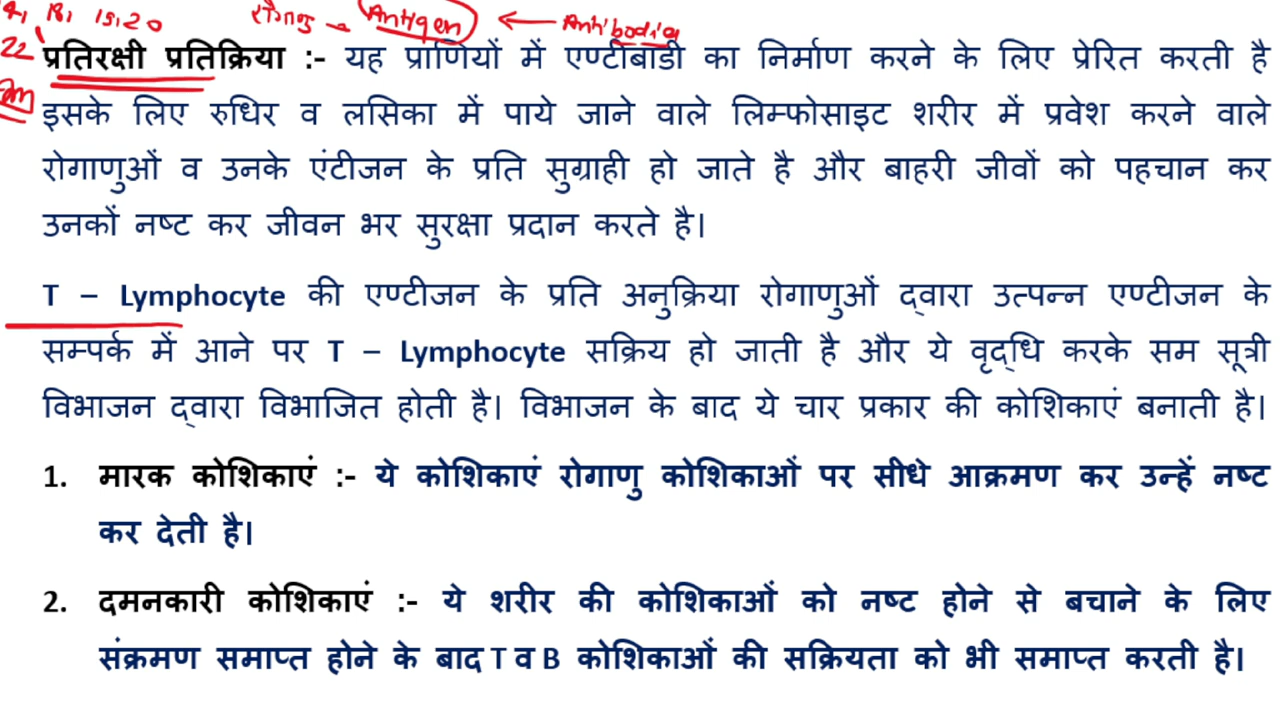 18, 15, 20
रोगाणु → Antigen ← Antibodies
22 प्रतिरक्षी प्रतिक्रिया :- यह प्राणियों में एण्टीबॉडी का निर्माण करने के लिए प्रेरित करती है
इसके लिए रुधिर व लसिका में पाये जाने वाले लिम्फोसाइट शरीर में प्रवेश करने वाले
रोगाणुओं व उनके एंटीजन के प्रति सुग्राही हो जाते है और बाहरी जीवों को पहचान कर
उनकों नष्ट कर जीवन भर सुरक्षा प्रदान करते है।
T – Lymphocyte की एण्टीजन के प्रति अनुक्रिया रोगाणुओं द्वारा उत्पन्न एण्टीजन के
सम्पर्क में आने पर T – Lymphocyte सक्रिय हो जाती है और ये वृद्धि करके सम सूत्री
विभाजन द्वारा विभाजित होती है। विभाजन के बाद ये चार प्रकार की कोशिकाएं बनाती है।
1. मारक कोशिकाएं :- ये कोशिकाएं रोगाणु कोशिकाओं पर सीधे आक्रमण कर उन्हें नष्ट
कर देती है।
2. दमनकारी कोशिकाएं :- ये शरीर की कोशिकाओं को नष्ट होने से बचाने के लिए
संक्रमण समाप्त होने के बाद T व B कोशिकाओं की सक्रियता को भी समाप्त करती है।